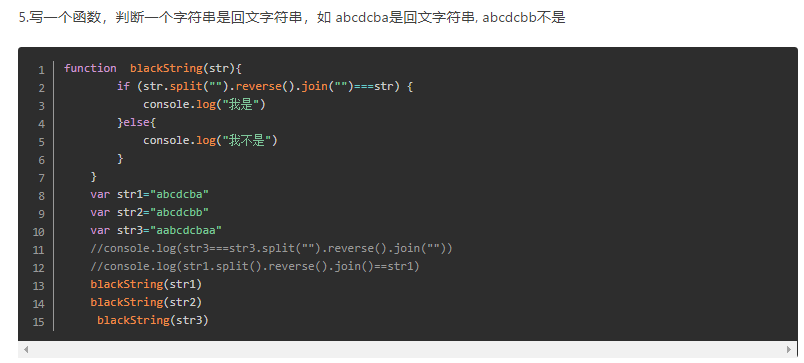 5.写一个函数，判断一个字符串是回文字符串，如 abcdcba是回文字符串, abcdcbb不是
1 function  blackString(str){
2         if (str.split("").reverse().join("")===str) {
3             console.log("我是")
4         }else{
5             console.log("我不是")
6         }
7     }
8     var str1="abcdcba"
9     var str2="abcdcbb"
10     var str3="aabcdcbaa"
11     //console.log(str3===str3.split("").reverse().join(""))
12     //console.log(str1.split().reverse().join()==str1)
13     blackString(str1)
14     blackString(str2)
15      blackString(str3)